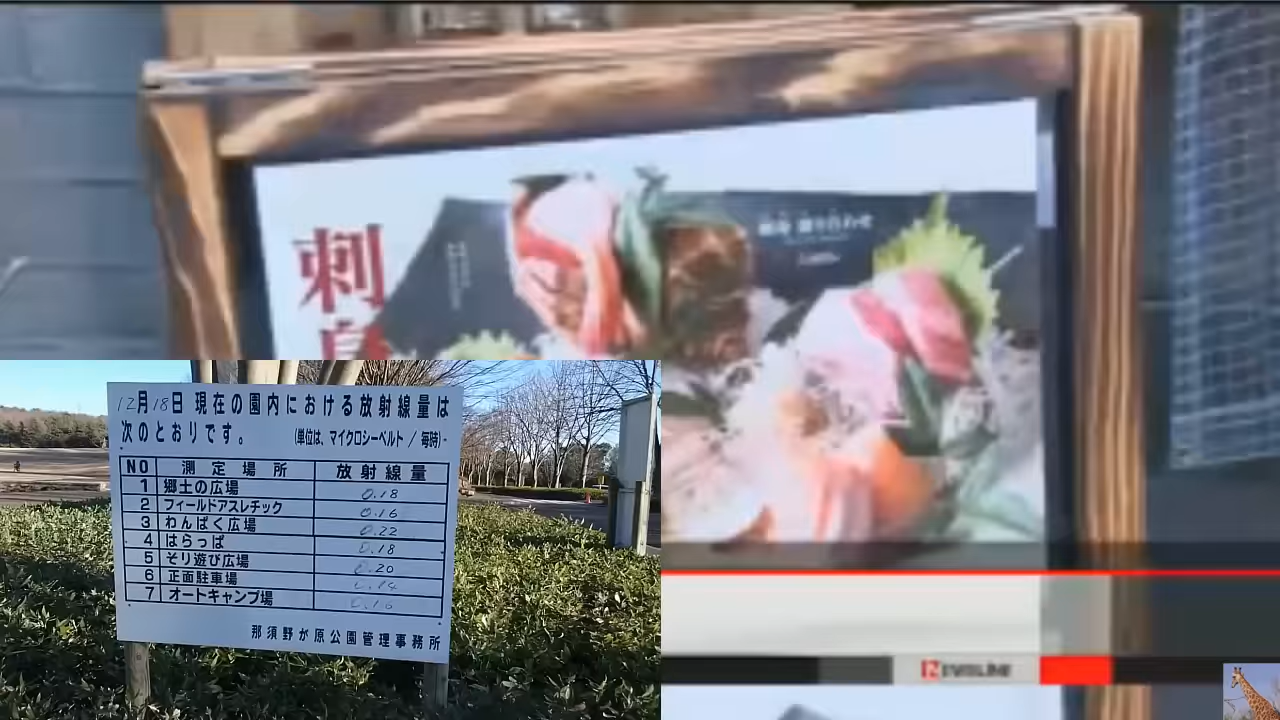 刺身
12月18日 現在の園内における放射線量は
次のとおりです。 (単位は、マイクロシーベルト / 毎時)
NO 測定場所 放射線量
1 郷土の広場 0.18
2 フィールドアスレチック 0.16
3 わんぱく広場 0.22
4 はらっぱ 0.18
5 そり遊び広場 0.20
6 正面駐車場 0.14
7 オートキャンプ場 0.16
那須野が原公園管理事務所
NEWSLINE